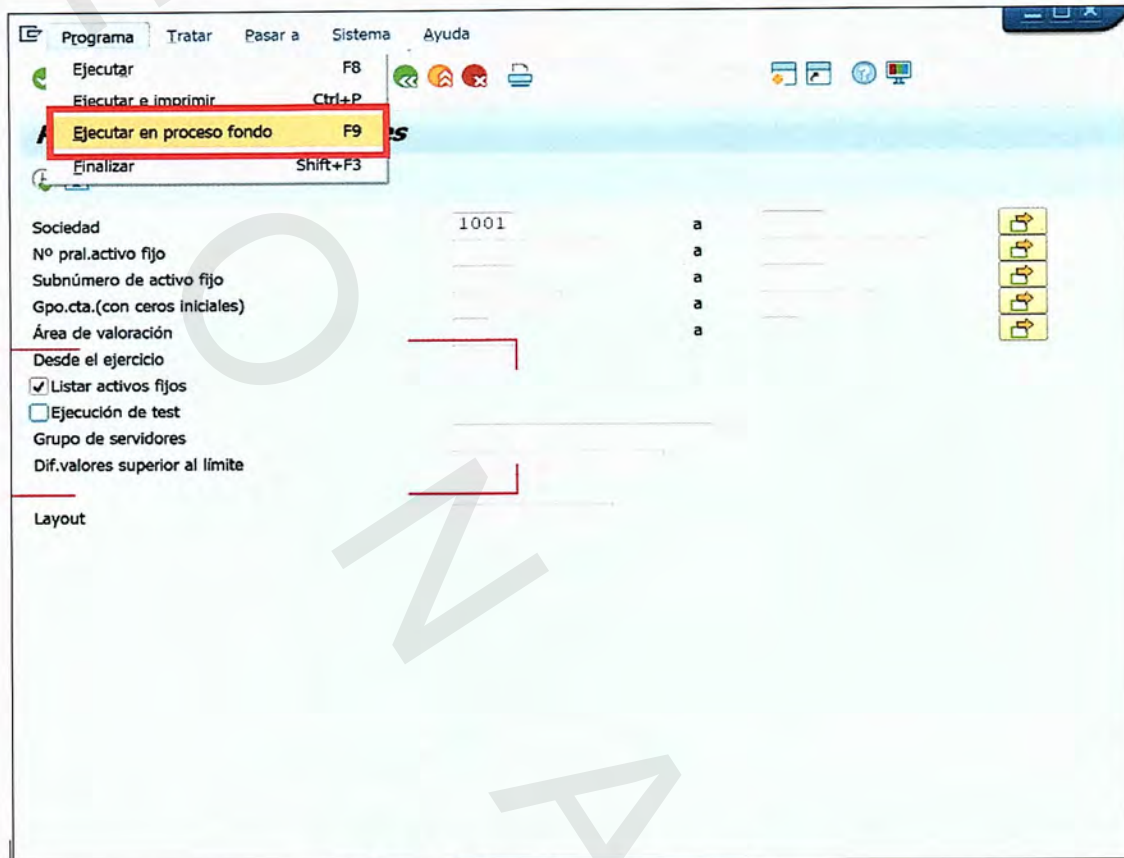 Programa Tratar Pasar a Sistema Ayuda
Ejecutar F8
Ejecutar e imprimir Ctrl+P
Ejecutar en proceso fondo F9
Finalizar Shift+F3
es
Sociedad 1001 a
Nº pral.activo fijo a
Subnúmero de activo fijo a
Gpo.cta.(con ceros iniciales) a
Área de valoración a
Desde el ejercicio
Listar activos fijos
Ejecución de test
Grupo de servidores
Dif.valores superior al límite
Layout
O
N
A